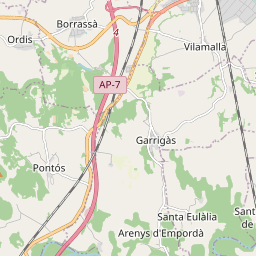 Borrassà
Ordis
4
Vilamalla
AP-7
Garrigàs
Pontós
Santa Eulàlia
Sant
de
Arenys d'Empordà